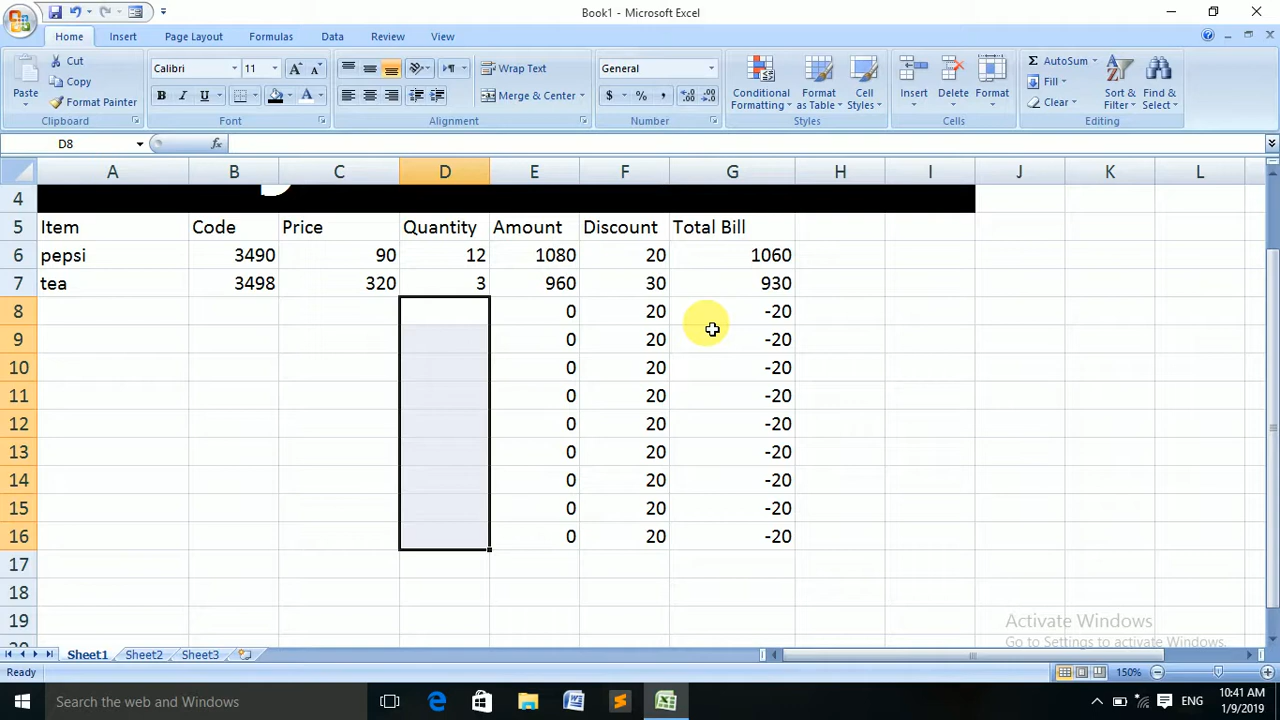 Book1 - Microsoft Excel
Home Insert Page Layout Formulas Data Review View
Paste
Cut
Copy
Format Painter
Clipboard
Calibri 11
B I U
Font
Wrap Text
Merge & Center
Alignment
General
$ % ,
Number
Conditional Formatting
Format as Table
Cell Styles
Styles
Insert Delete Format
Cells
AutoSum
Fill
Clear
Sort & Filter
Find & Select
Editing
D8 fx
A B C D E F G H I J K L
4
5 Item Code Price Quantity Amount Discount Total Bill
6 pepsi 3490 90 12 1080 20 1060
7 tea 3498 320 3 960 30 930
8 0 20 -20
9 0 20 -20
10 0 20 -20
11 0 20 -20
12 0 20 -20
13 0 20 -20
14 0 20 -20
15 0 20 -20
16 0 20 -20
17
18
19
Activate Windows
Go to Settings to activate Windows.
Sheet1 Sheet2 Sheet3
Ready 150%
Search the web and Windows
ENG
10:41 AM
1/9/2019